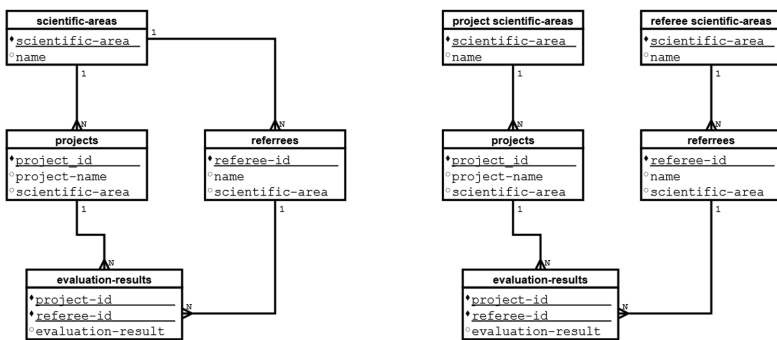 scientific-areas
scientific-area
name
1
1
N
N
projects
project_id
project-name
scientific-area
1
referrees
referee-id
name
scientific-area
1
N
N
evaluation-results
project-id
referee-id
evaluation-result
project scientific-areas
scientific-area
name
1
referee scientific-areas
scientific-area
name
1
N
N
projects
project_id
project-name
scientific-area
1
referrees
referee-id
name
scientific-area
1
N
N
evaluation-results
project-id
referee-id
evaluation-result